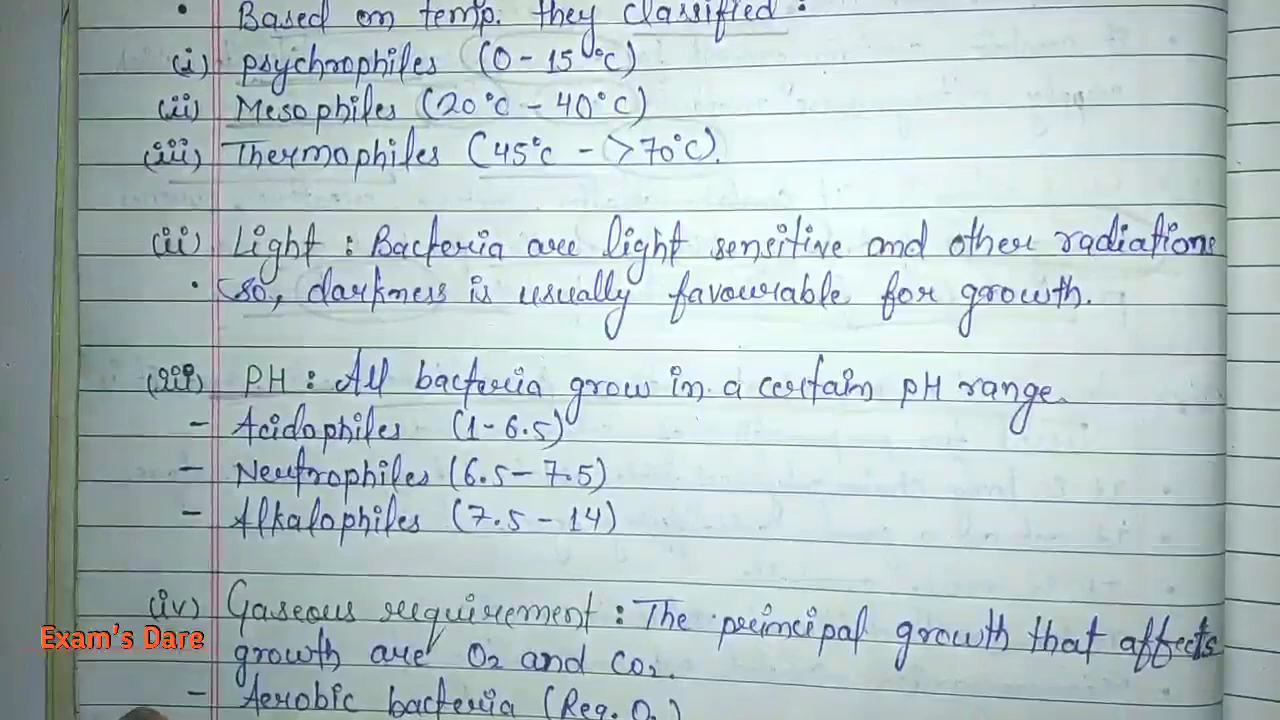 • Based on temp. they classified:
(i) psychrophiles (0-15°C)
(ii) Mesophiles (20°C - 40°C)
(iii) Thermophiles (45°C - >70°C).
(ii) Light: Bacteria are light sensitive and other radiations
• so, darkness is usually favourable for growth.
(iii) PH: All bacteria grow in a certain pH range.
- Acidophiles (1-6.5)
- Neutrophiles (6.5-7.5)
- Alkalophiles (7.5-14)
(iv) Gaseous requirement: The principal growth that affects
Exam's Dare
growth are O2 and CO2.
- Aerobic bacteria (Req. O2)